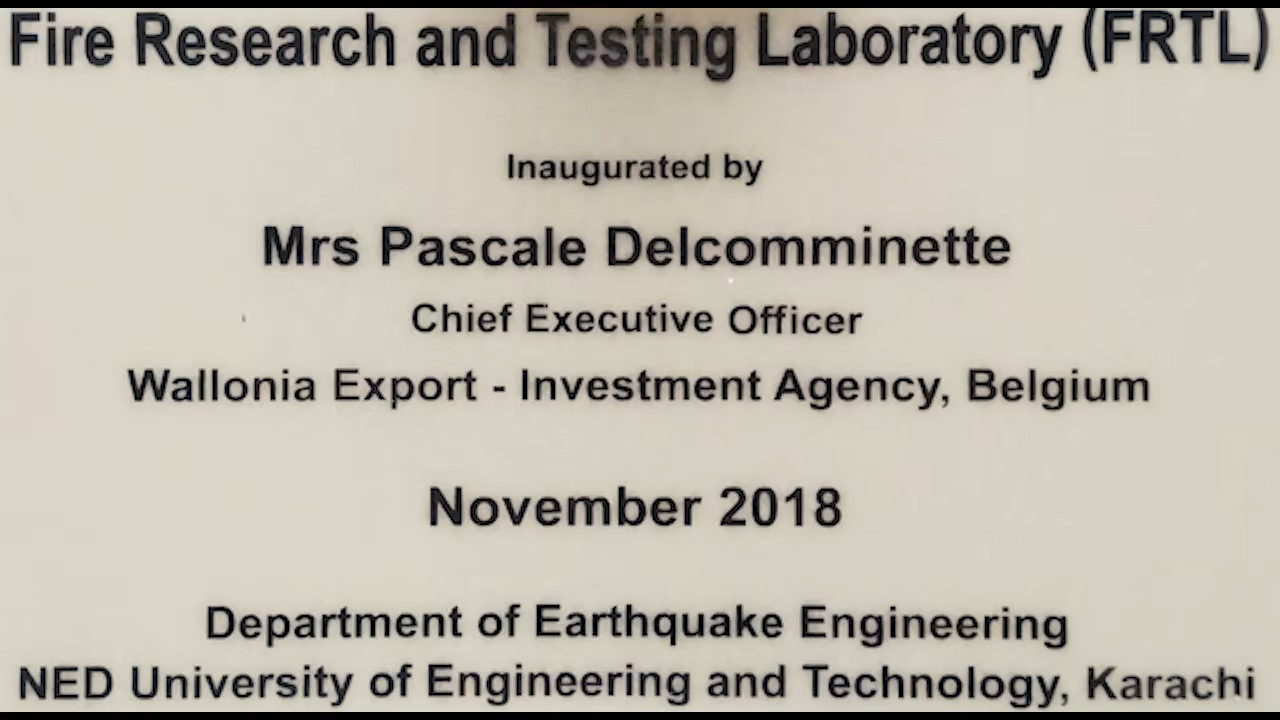 Fire Research and Testing Laboratory (FRTL)
Inaugurated by
Mrs Pascale Delcomminette
Chief Executive Officer
Wallonia Export - Investment Agency, Belgium
November 2018
Department of Earthquake Engineering
NED University of Engineering and Technology, Karachi